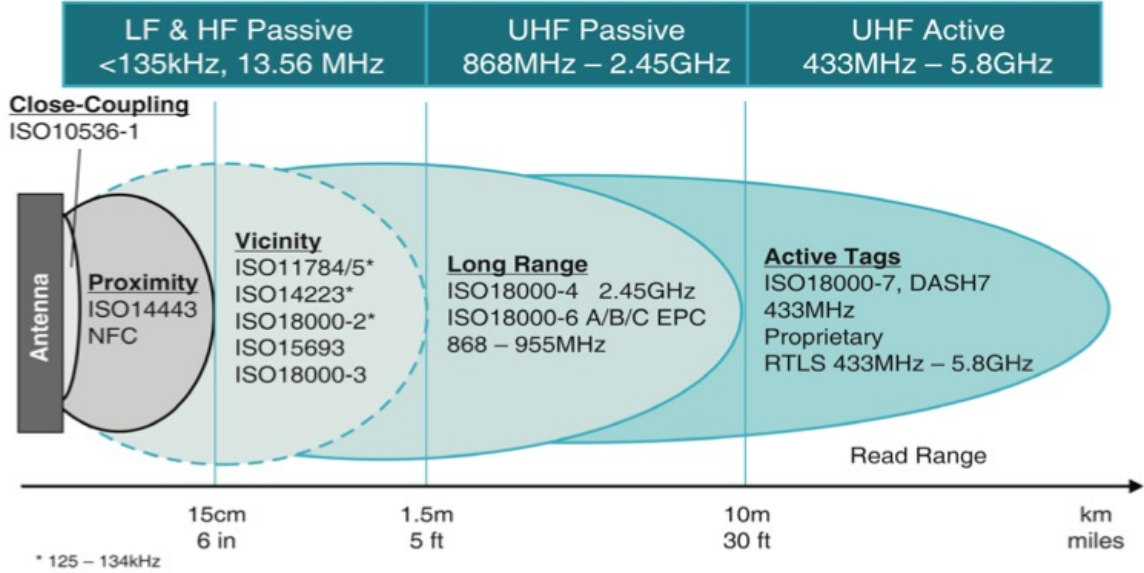 LF & HF Passive
<135kHz, 13.56 MHz
UHF Passive
868MHz – 2.45GHz
UHF Active
433MHz – 5.8GHz
Close-Coupling
ISO10536-1
Antenna
Proximity
ISO14443
NFC
Vicinity
ISO11784/5*
ISO14223*
ISO18000-2*
ISO15693
ISO18000-3
Long Range
ISO18000-4 2.45GHz
ISO18000-6 A/B/C EPC
868 – 955MHz
Active Tags
ISO18000-7, DASH7
433MHz
Proprietary
RTLS 433MHz – 5.8GHz
Read Range
15cm
6 in
1.5m
5 ft
10m
30 ft
km
miles
* 125 – 134kHz